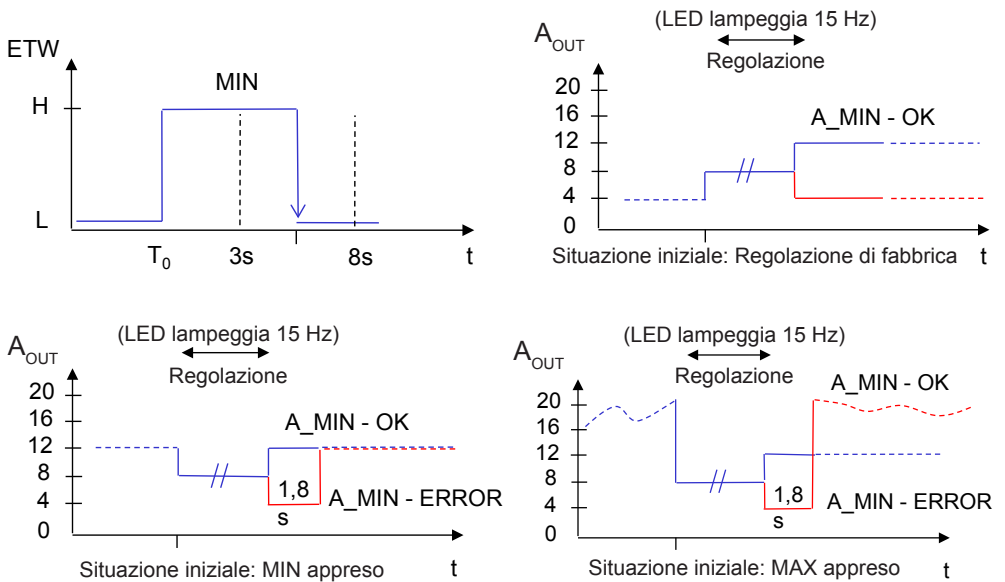 ETW
MIN
H
L
T0
3s
8s
t
(LED lampeggia 15 Hz)
AOUT
Regolazione
20
16
12
8
4
0
A_MIN - OK
Situazione iniziale: Regolazione di fabbrica
t
(LED lampeggia 15 Hz)
AOUT
Regolazione
20
16
12
8
4
0
A_MIN - OK
1,8
s
A_MIN - ERROR
Situazione iniziale: MIN appreso
t
(LED lampeggia 15 Hz)
AOUT
Regolazione
20
16
12
8
4
0
A_MIN - OK
1,8
s
A_MIN - ERROR
Situazione iniziale: MAX appreso
t